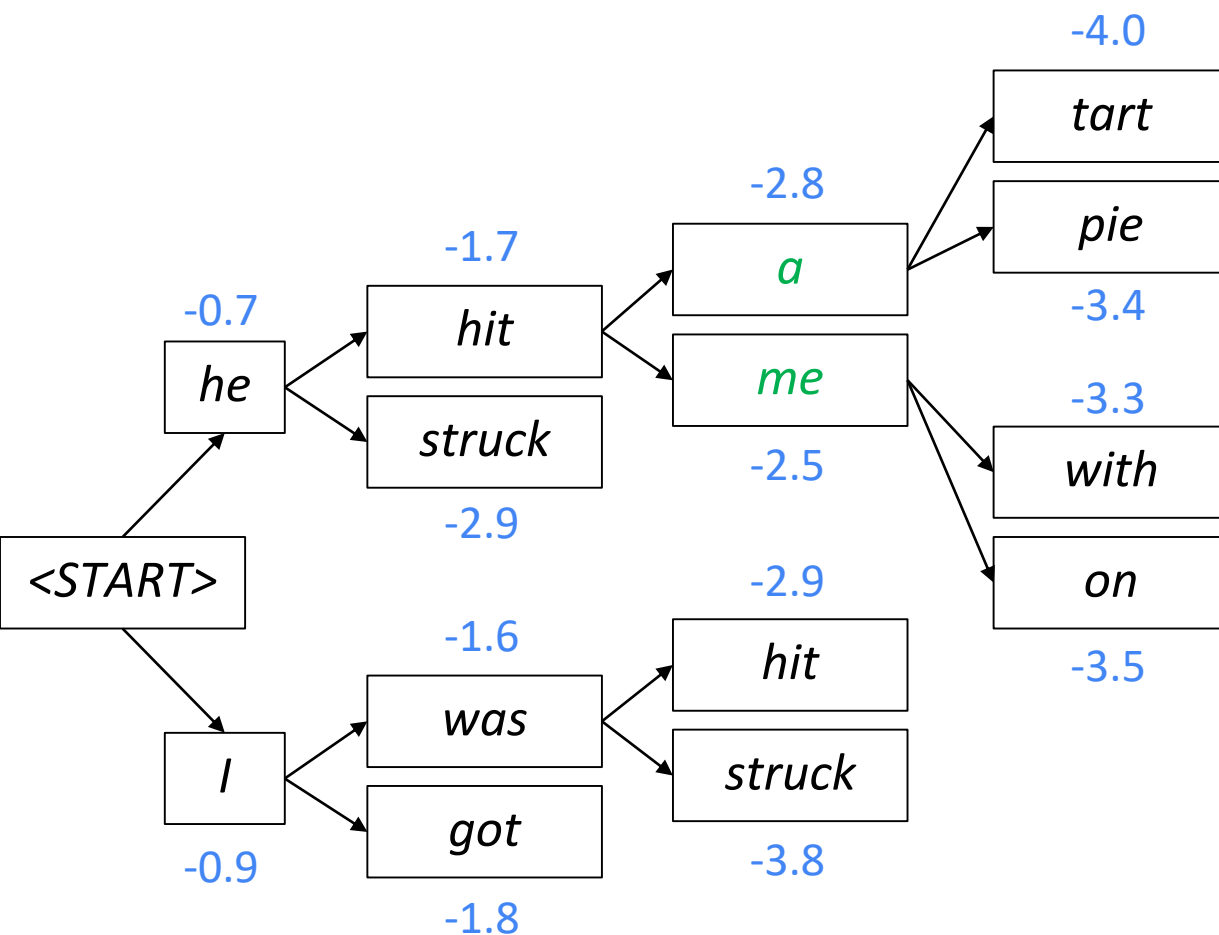 -4.0
tart
-2.8
pie
-1.7
a
-3.4
-0.7
hit
he
me
-3.3
struck
-2.5
with
-2.9
<START>
-2.9
on
-1.6
hit
-3.5
was
I
struck
got
-0.9
-3.8
-1.8